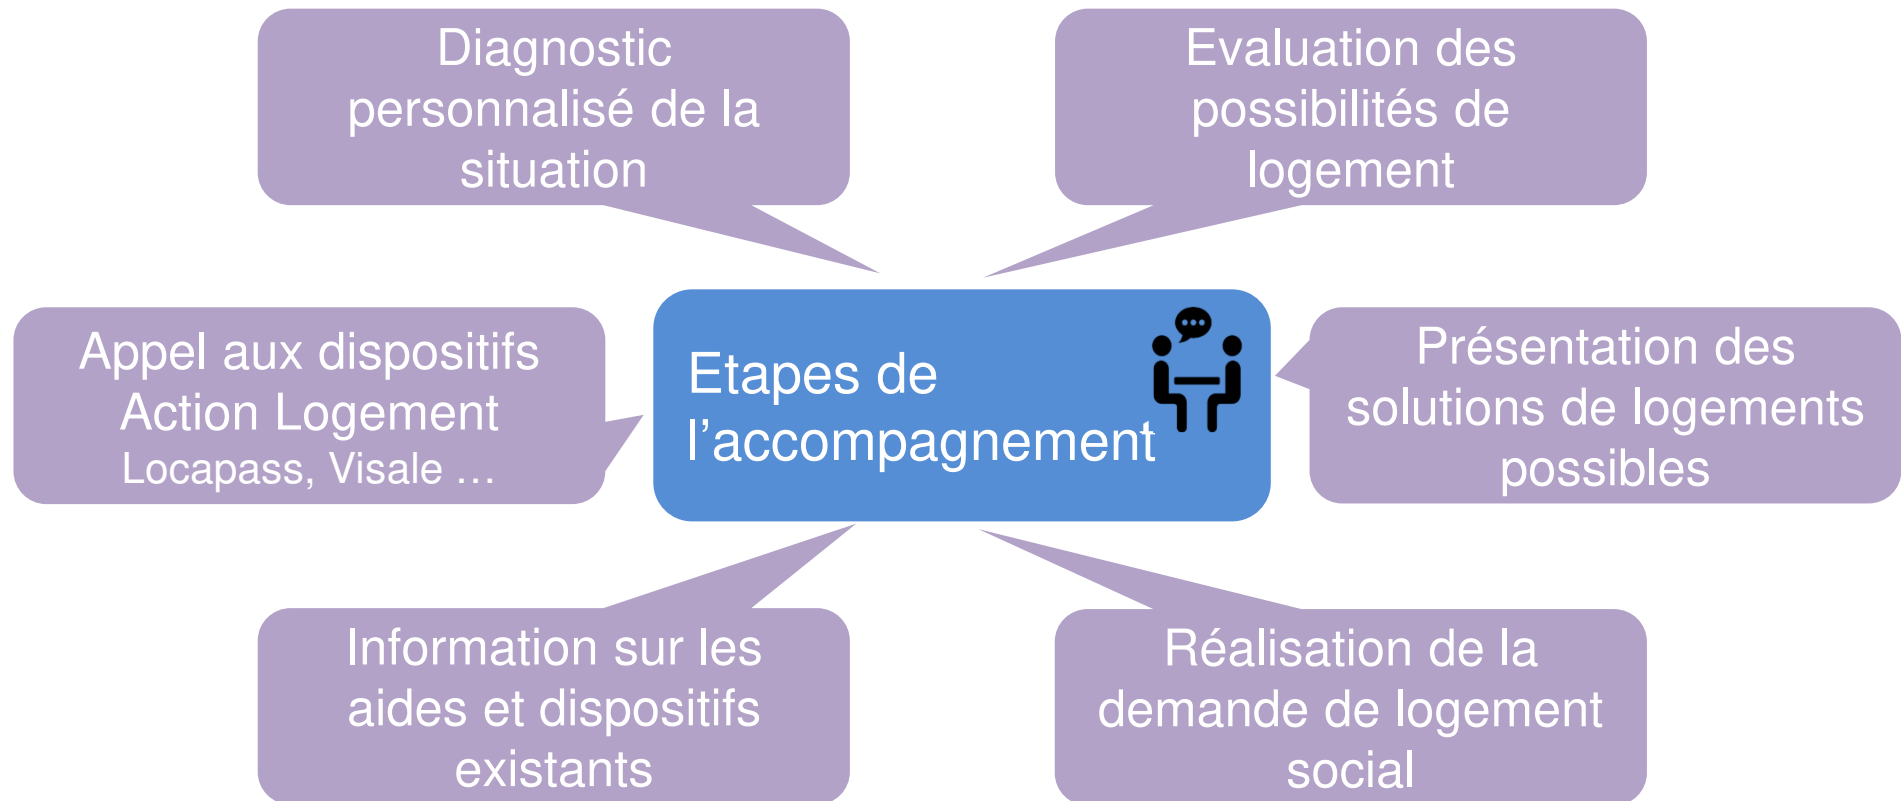 Diagnostic
personnalisé de la
situation
Evaluation des
possibilités de
logement
Appel aux dispositifs
Action Logement
Locapass, Visale …
Etapes de
l’accompagnement
Présentation des
solutions de logements
possibles
Information sur les
aides et dispositifs
existants
Réalisation de la
demande de logement
social